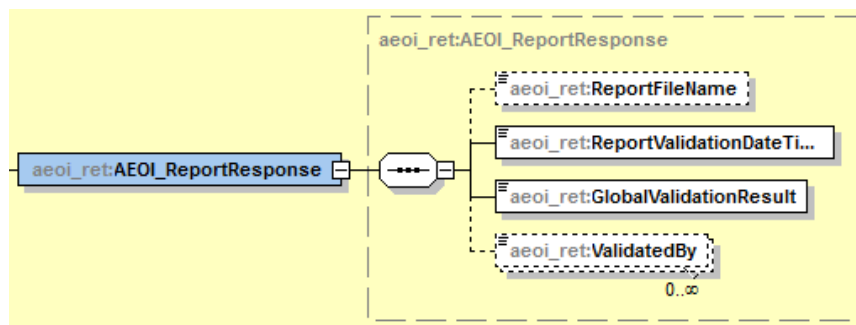 aeoi_ret:AEOI_ReportResponse
aeoi_ret:ReportFileName
aeoi_ret:ReportValidationDateTi...
aeoi_ret:AEOI_ReportResponse
aeoi_ret:GlobalValidationResult
aeoi_ret:ValidatedBy
0..∞